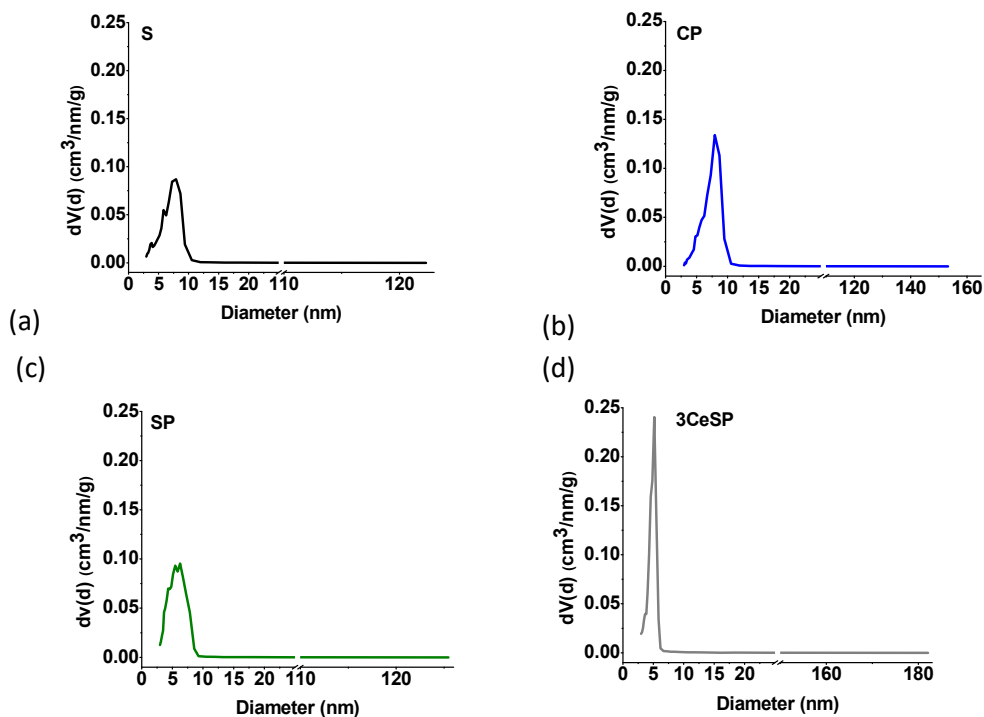 S
dV(d) (cm³/nm/g)
0.25
0.20
0.15
0.10
0.05
0.00
0 5 10 15 20 110 120
Diameter (nm)
(a)
CP
dV(d) (cm³/nm/g)
0.25
0.20
0.15
0.10
0.05
0.00
0 5 10 15 20 120 140 160
Diameter (nm)
(b)
(c)
SP
dv(d) (cm³/nm/g)
0.25
0.20
0.15
0.10
0.05
0.00
0 5 10 15 20 110 120
Diameter (nm)
(d)
3CeSP
dV(d) (cm³/nm/g)
0.25
0.20
0.15
0.10
0.05
0.00
0 5 10 15 20 160 180
Diameter (nm)